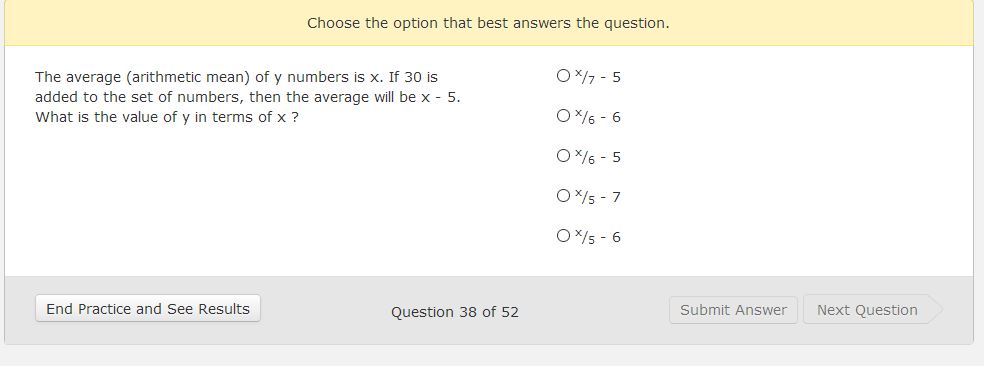 Choose the option that best answers the question.
The average (arithmetic mean) of y numbers is x. If 30 is
added to the set of numbers, then the average will be x - 5.
What is the value of y in terms of x ?
x/7 - 5
x/6 - 6
x/6 - 5
x/5 - 7
x/5 - 6
End Practice and See Results
Question 38 of 52
Submit Answer
Next Question